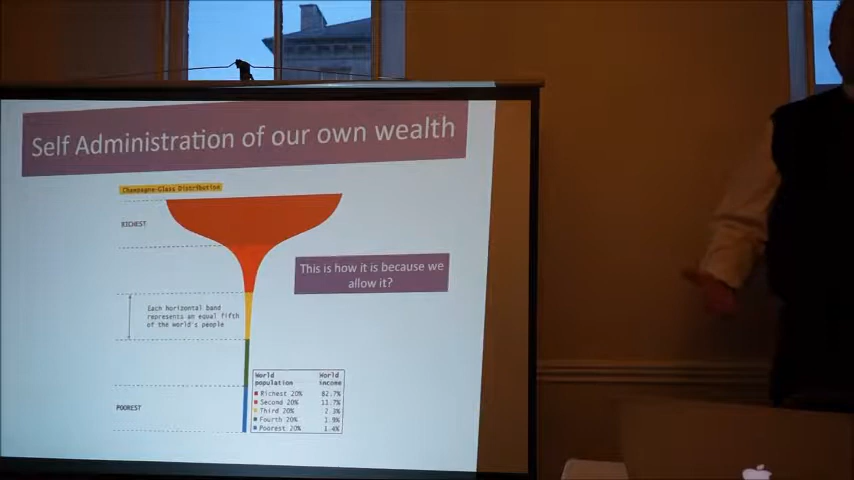 Self Administration of our own wealth
Champagne-Glass Distribution
RICHEST
This is how it is because we
allow it?
Each horizontal band
represents an equal fifth
of the world's people
World population World income
Richest 20% 82.7%
Second 20% 11.7%
Third 20% 2.3%
Fourth 20% 1.9%
Poorest 20% 1.4%
POOREST